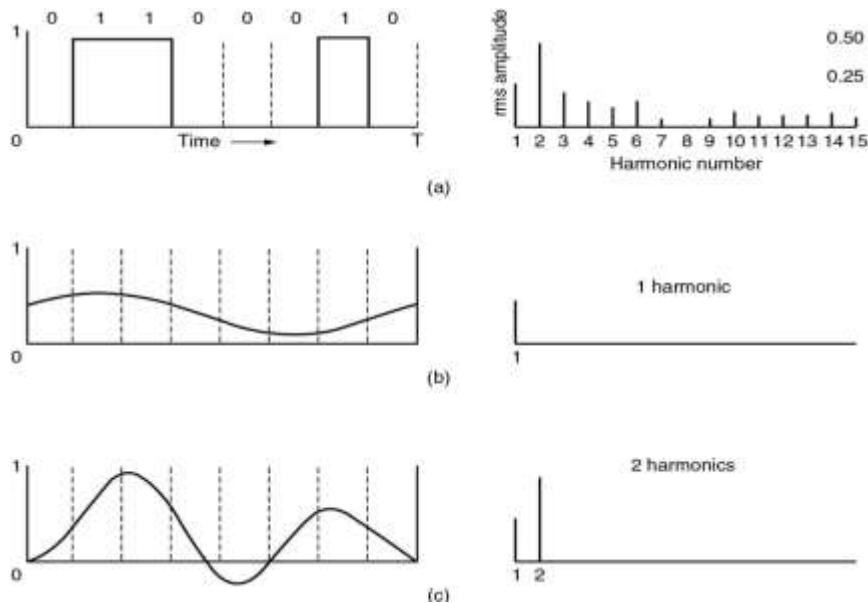 0 1 1 0 0 0 1 0
1
0
Time
T
rms amplitude
0.50
0.25
1 2 3 4 5 6 7 8 9 10 11 12 13 14 15
Harmonic number
(a)
1
0
1 harmonic
1
(b)
1
0
2 harmonics
1 2
(c)